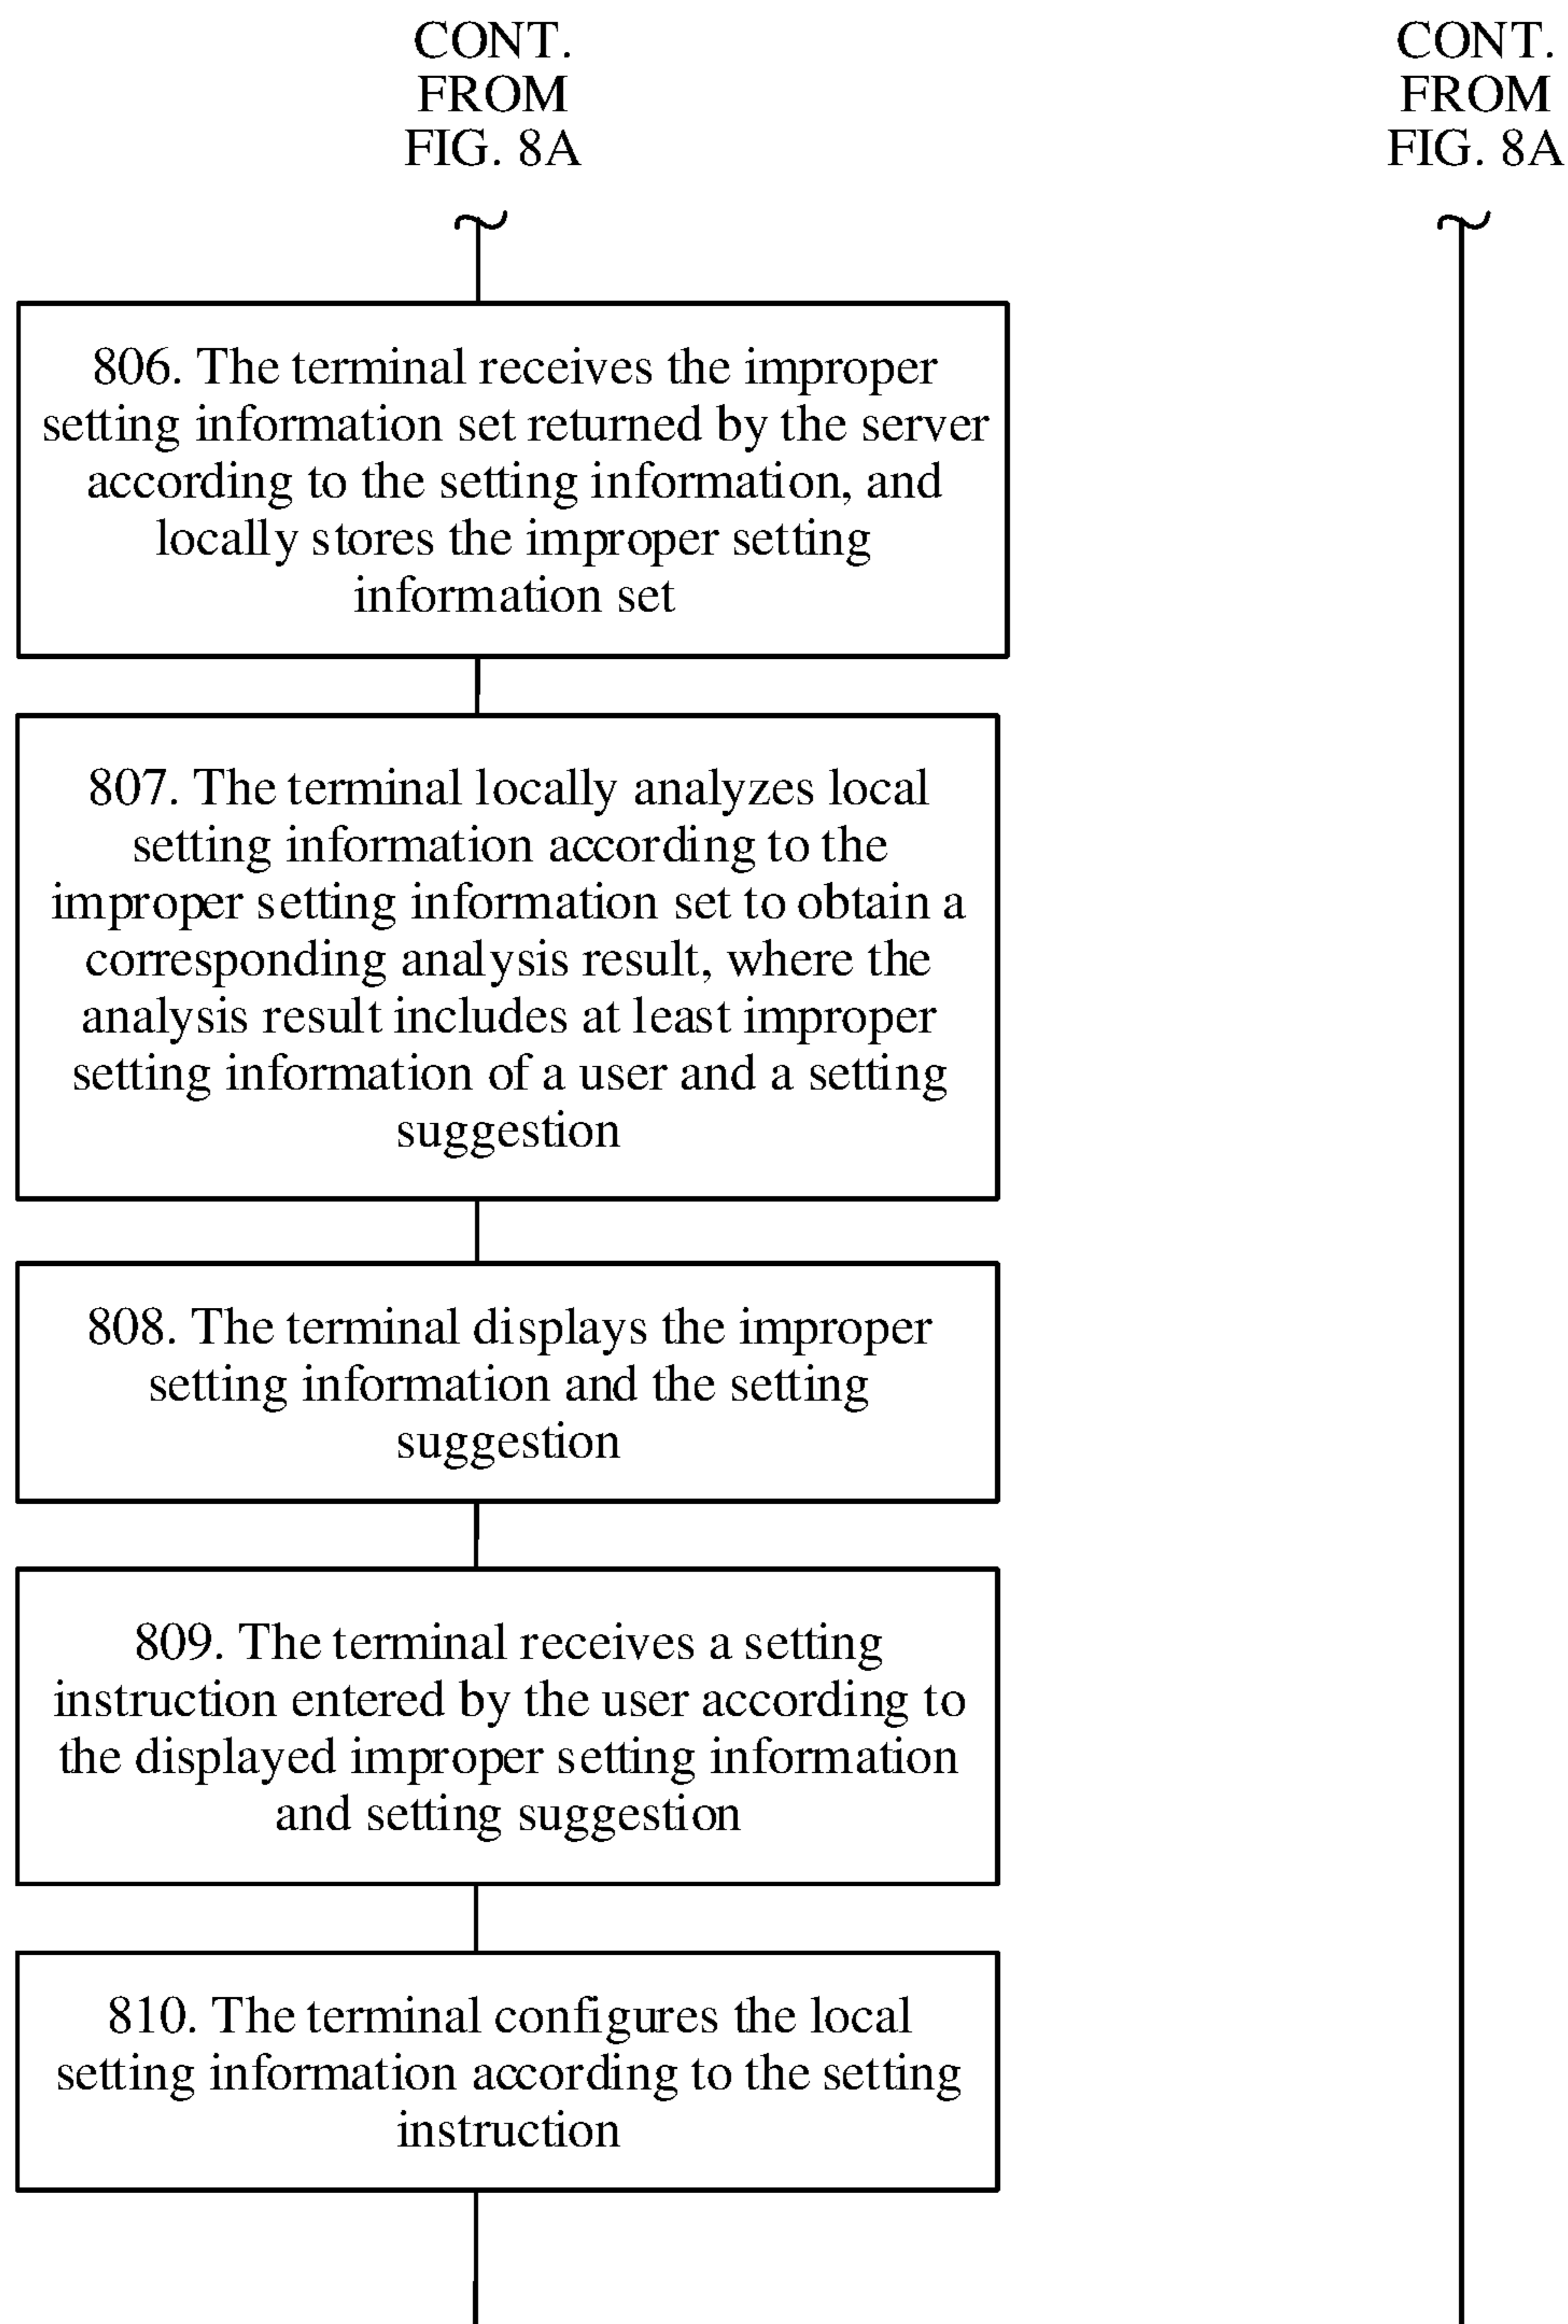 CONT.
FROM
FIG. 8A
CONT.
FROM
FIG. 8A
806. The terminal receives the improper
setting information set returned by the server
according to the setting information, and
locally stores the improper setting
information set
807. The terminal locally analyzes local
setting information according to the
improper setting information set to obtain a
corresponding analysis result, where the
analysis result includes at least improper
setting information of a user and a setting
suggestion
808. The terminal displays the improper
setting information and the setting
suggestion
809. The terminal receives a setting
instruction entered by the user according to
the displayed improper setting information
and setting suggestion
810. The terminal configures the local
setting information according to the setting
instruction